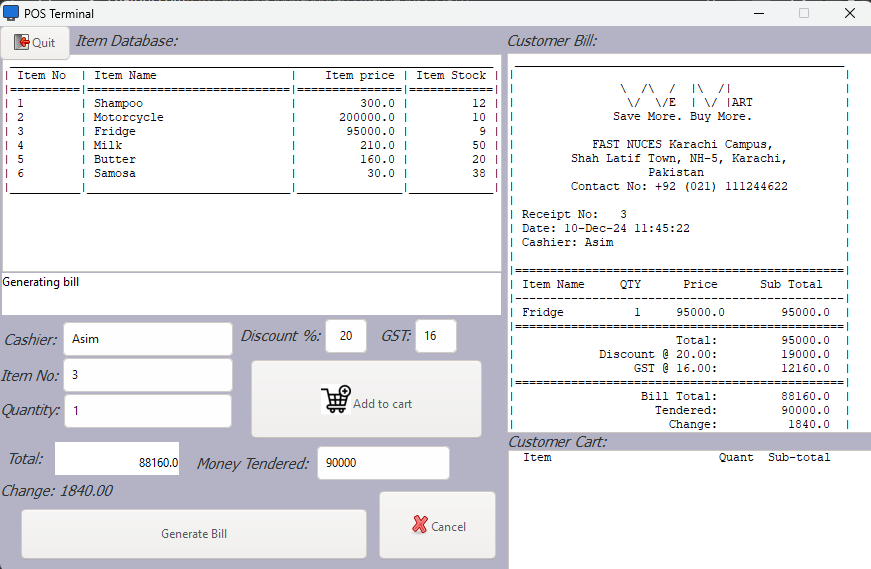 POS Terminal
Quit
Item Database:
| Item No | Item Name | Item price | Item Stock |
|==========|=============================|===============|============|
| 1 | Shampoo | 300.0 | 12 |
| 2 | Motorcycle | 200000.0 | 10 |
| 3 | Fridge | 95000.0 | 9 |
| 4 | Milk | 210.0 | 50 |
| 5 | Butter | 160.0 | 20 |
| 6 | Samosa | 30.0 | 38 |
Generating bill
Cashier: Asim
Discount %: 20
GST: 16
Item No: 3
Quantity: 1
Add to cart
Total: 88160.0
Money Tendered: 90000
Change: 1840.00
Generate Bill
Cancel
Customer Bill:
\  /\  /  |\  /|
\/  \/E  | \/ |ART
Save More. Buy More.
FAST NUCES Karachi Campus,
Shah Latif Town, NH-5, Karachi,
Pakistan
Contact No: +92 (021) 111244622
Receipt No: 3
Date: 10-Dec-24 11:45:22
Cashier: Asim
Item Name QTY Price Sub Total
Fridge 1 95000.0 95000.0
Total: 95000.0
Discount @ 20.00: 19000.0
GST @ 16.00: 12160.0
Bill Total: 88160.0
Tendered: 90000.0
Change: 1840.0
Customer Cart:
Item Quant Sub-total